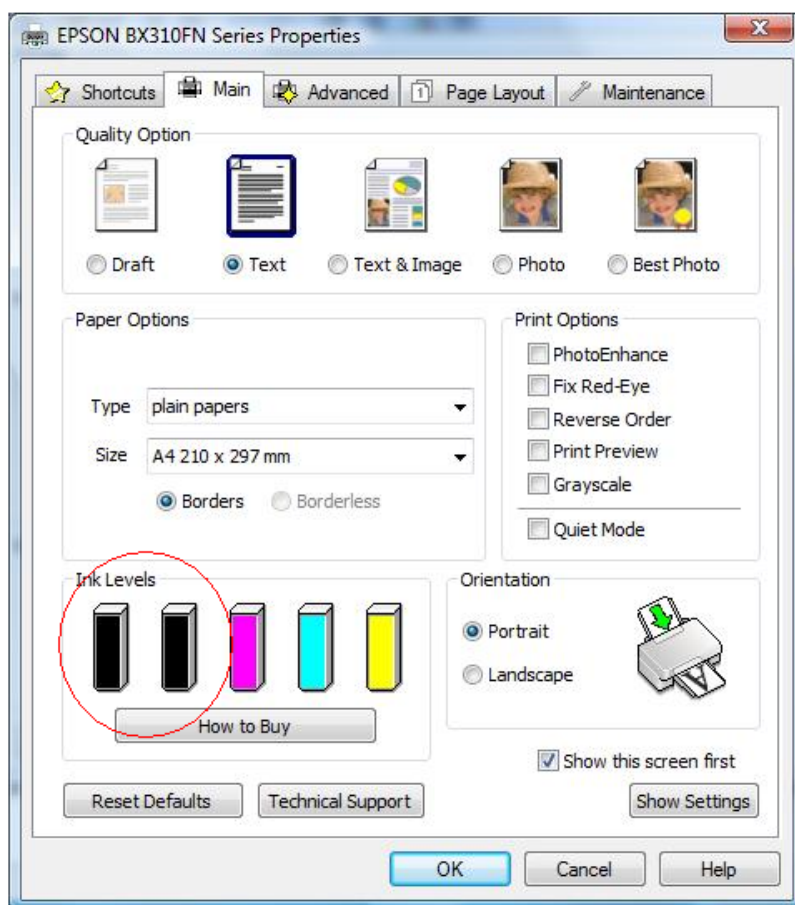 EPSON BX310FN Series Properties
Shortcuts Main Advanced 1 Page Layout Maintenance
Quality Option
Draft Text Text & Image Photo Best Photo
Paper Options
Type plain papers
Size A4 210 x 297 mm
Borders Borderless
Print Options
PhotoEnhance
Fix Red-Eye
Reverse Order
Print Preview
Grayscale
Quiet Mode
Ink Levels
How to Buy
Orientation
Portrait
Landscape
A
Show this screen first
Reset Defaults Technical Support Show Settings
OK Cancel Help